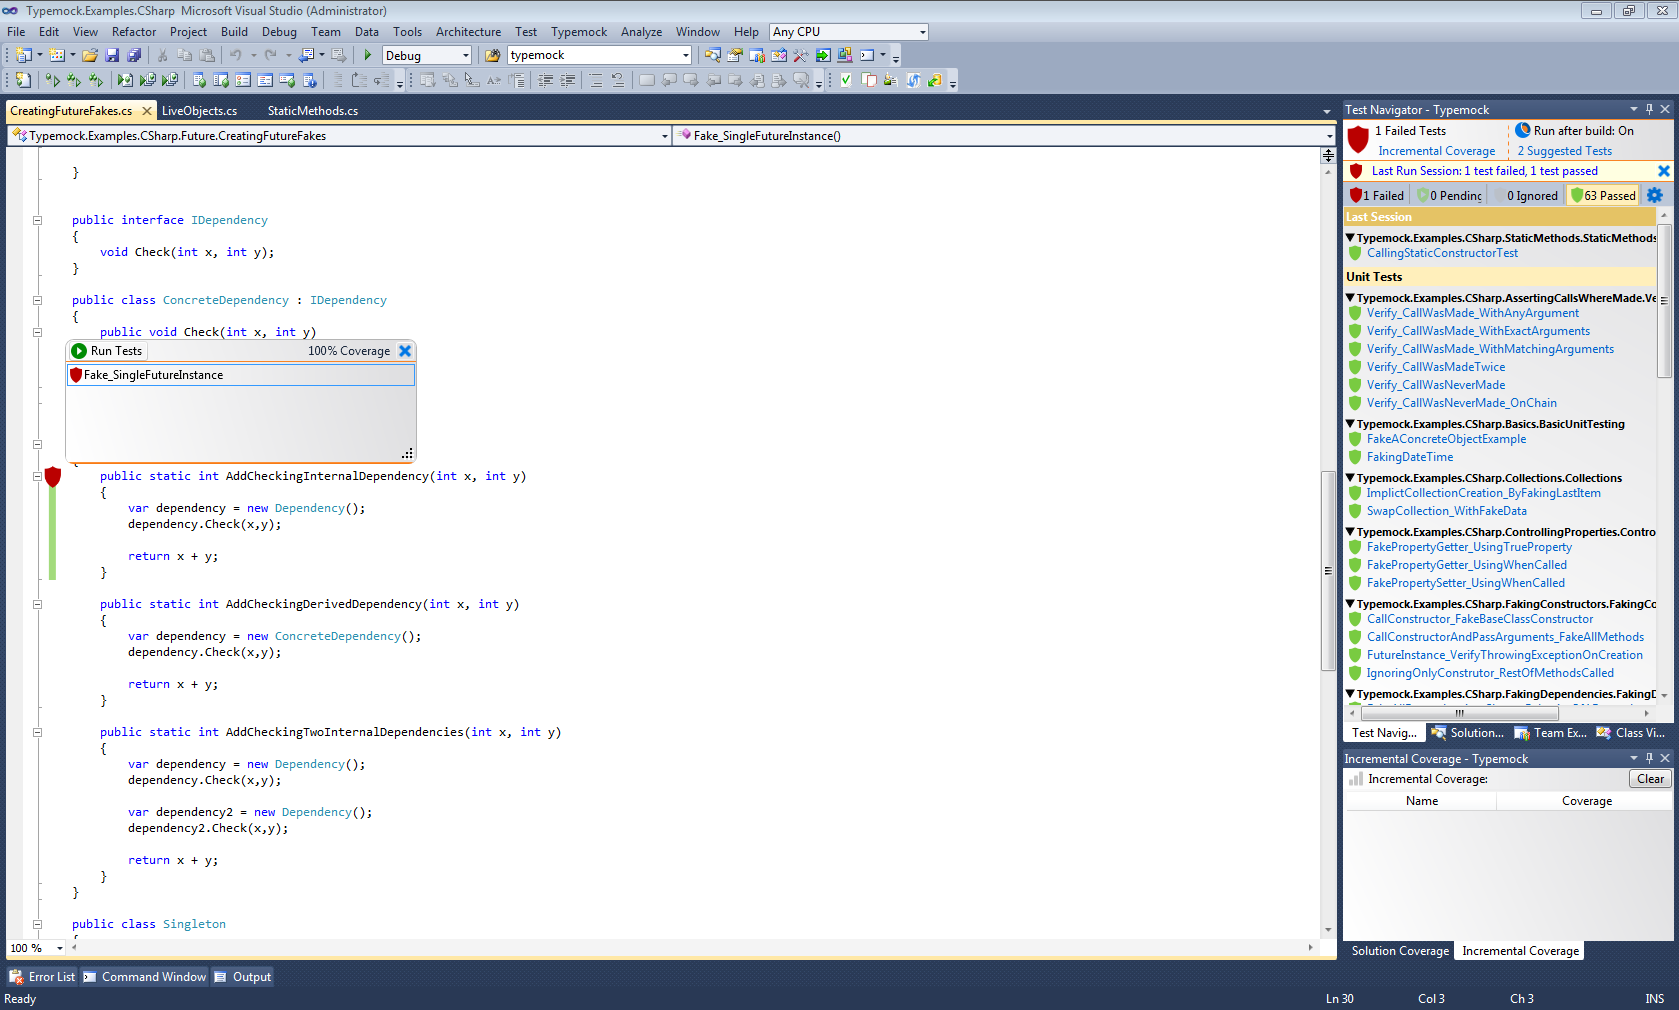 Typemock.Examples.CSharp Microsoft Visual Studio (Administrator)
File Edit View Refactor Project Build Debug Team Data Tools Architecture Test Typemock Analyze Window Help Any CPU
Debug typemock
CreatingFutureFakes.cs LiveObjects.cs StaticMethods.cs
Typemock.Examples.CSharp.Future.CreatingFutureFakes Fake_SingleFutureInstance()
}
public interface IDependency
{
void Check(int x, int y);
}
public class ConcreteDependency : IDependency
{
public void Check(int x, int y)
Run Tests 100% Coverage
Fake_SingleFutureInstance
public static int AddCheckingInternalDependency(int x, int y)
{
var dependency = new Dependency();
dependency.Check(x,y);
return x + y;
}
public static int AddCheckingDerivedDependency(int x, int y)
{
var dependency = new ConcreteDependency();
dependency.Check(x,y);
return x + y;
}
public static int AddCheckingTwoInternalDependencies(int x, int y)
{
var dependency = new Dependency();
dependency.Check(x,y);
var dependency2 = new Dependency();
dependency2.Check(x,y);
return x + y;
}
}
public class Singleton
100 %
Test Navigator - Typemock
1 Failed Tests Run after build: On
Incremental Coverage 2 Suggested Tests
Last Run Session: 1 test failed, 1 test passed
1 Failed 0 Pending 0 Ignored 63 Passed
Last Session
Typemock.Examples.CSharp.StaticMethods.StaticMethods
CallingStaticConstructorTest
Unit Tests
Typemock.Examples.CSharp.AssertingCallsWhereMade.Ve
Verify_CallWasMade_WithAnyArgument
Verify_CallWasMade_WithExactArguments
Verify_CallWasMade_WithMatchingArguments
Verify_CallWasMadeTwice
Verify_CallWasNeverMade
Verify_CallWasNeverMade_OnChain
Typemock.Examples.CSharp.Basics.BasicUnitTesting
FakeAConcreteObjectExample
FakingDateTime
Typemock.Examples.CSharp.Collections.Collections
ImplictCollectionCreation_ByFakingLastItem
SwapCollection_WithFakeData
Typemock.Examples.CSharp.ControllingProperties.Contro
FakePropertyGetter_UsingTrueProperty
FakePropertyGetter_UsingWhenCalled
FakePropertySetter_UsingWhenCalled
Typemock.Examples.CSharp.FakingConstructors.FakingCo
CallConstructor_FakeBaseClassConstructor
CallConstructorAndPassArguments_FakeAllMethods
FutureInstance_VerifyThrowingExceptionOnCreation
IgnoringOnlyConstrutor_RestOfMethodsCalled
Typemock.Examples.CSharp.FakingDependencies.FakingD
Test Navig... Solution... Team Ex... Class Vi...
Incremental Coverage - Typemock
Incremental Coverage: Clear
Name Coverage
Solution Coverage Incremental Coverage
Error List Command Window Output
Ready Ln 30 Col 3 Ch 3 INS